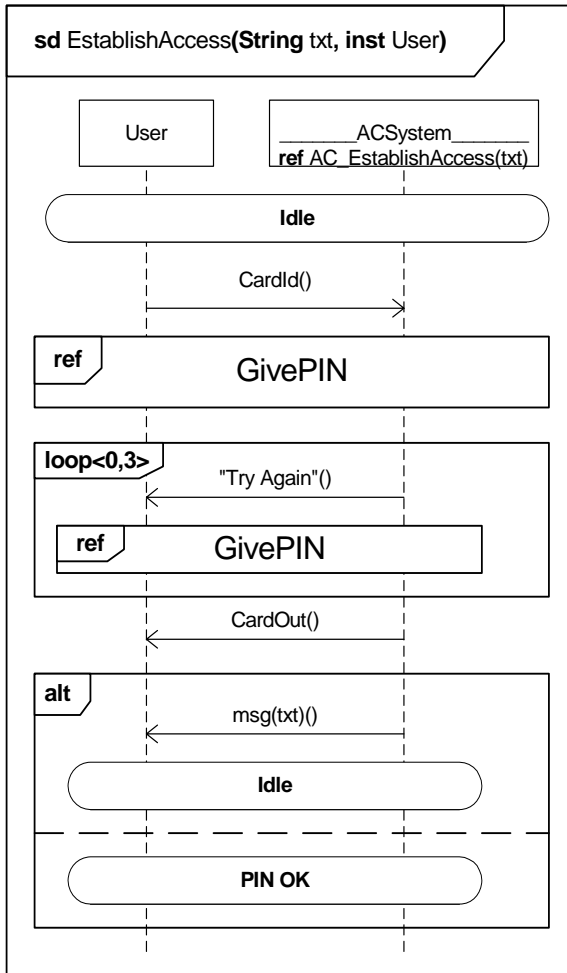 sd EstablishAccess(String txt, inst User)
User
_______ACSystem_______
ref AC_EstablishAccess(txt)
Idle
CardId()
ref
GivePIN
loop<0,3>
"Try Again"()
ref
GivePIN
CardOut()
alt
msg(txt)()
Idle
PIN OK